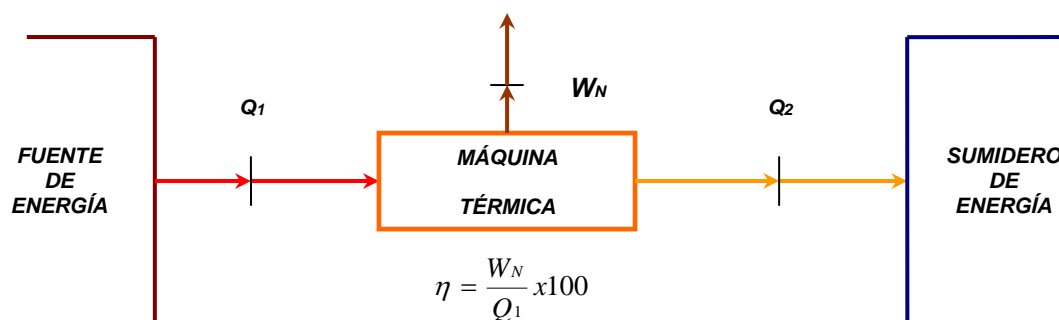 FUENTE
DE
ENERGÍA
Q1
MÁQUINA
TÉRMICA
WN
Q2
SUMIDERO
DE
ENERGÍA
η = WN/Q1 x100